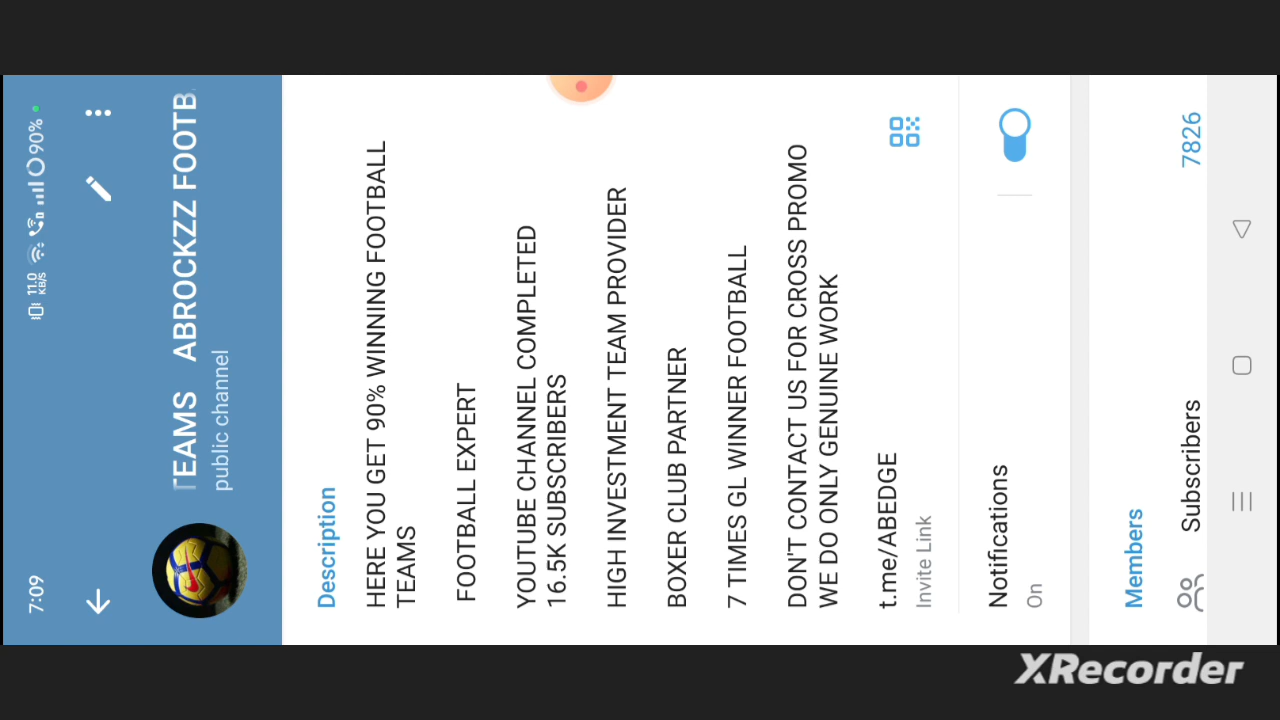 7:09
11.0
KB/S
90%
TEAMS ABROCKZZ FOOTB
public channel
Description
HERE YOU GET 90% WINNING FOOTBALL
TEAMS
FOOTBALL EXPERT
YOUTUBE CHANNEL COMPLETED
16.5K SUBSCRIBERS
HIGH INVESTMENT TEAM PROVIDER
BOXER CLUB PARTNER
7 TIMES GL WINNER FOOTBALL
DON'T CONTACT US FOR CROSS PROMO
WE DO ONLY GENUINE WORK
t.me/ABEDGE
Invite Link
Notifications
On
Members
Subscribers 7826
XRecorder